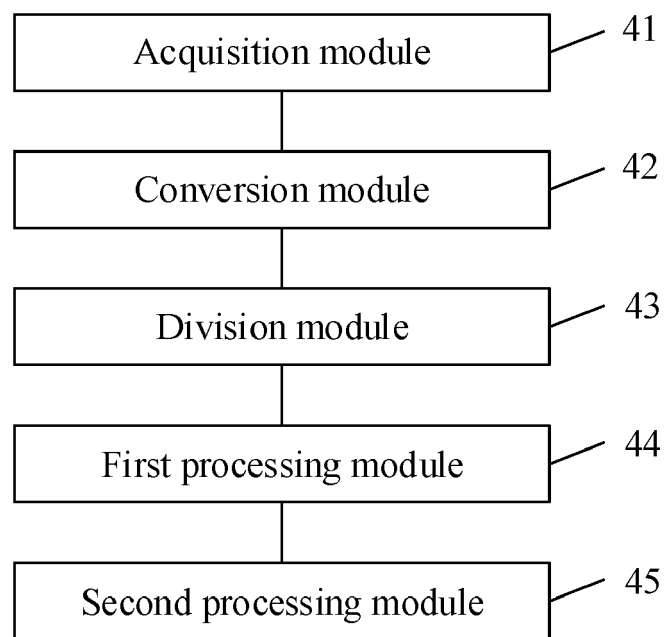 Acquisition module 41
Conversion module 42
Division module 43
First processing module 44
Second processing module 45